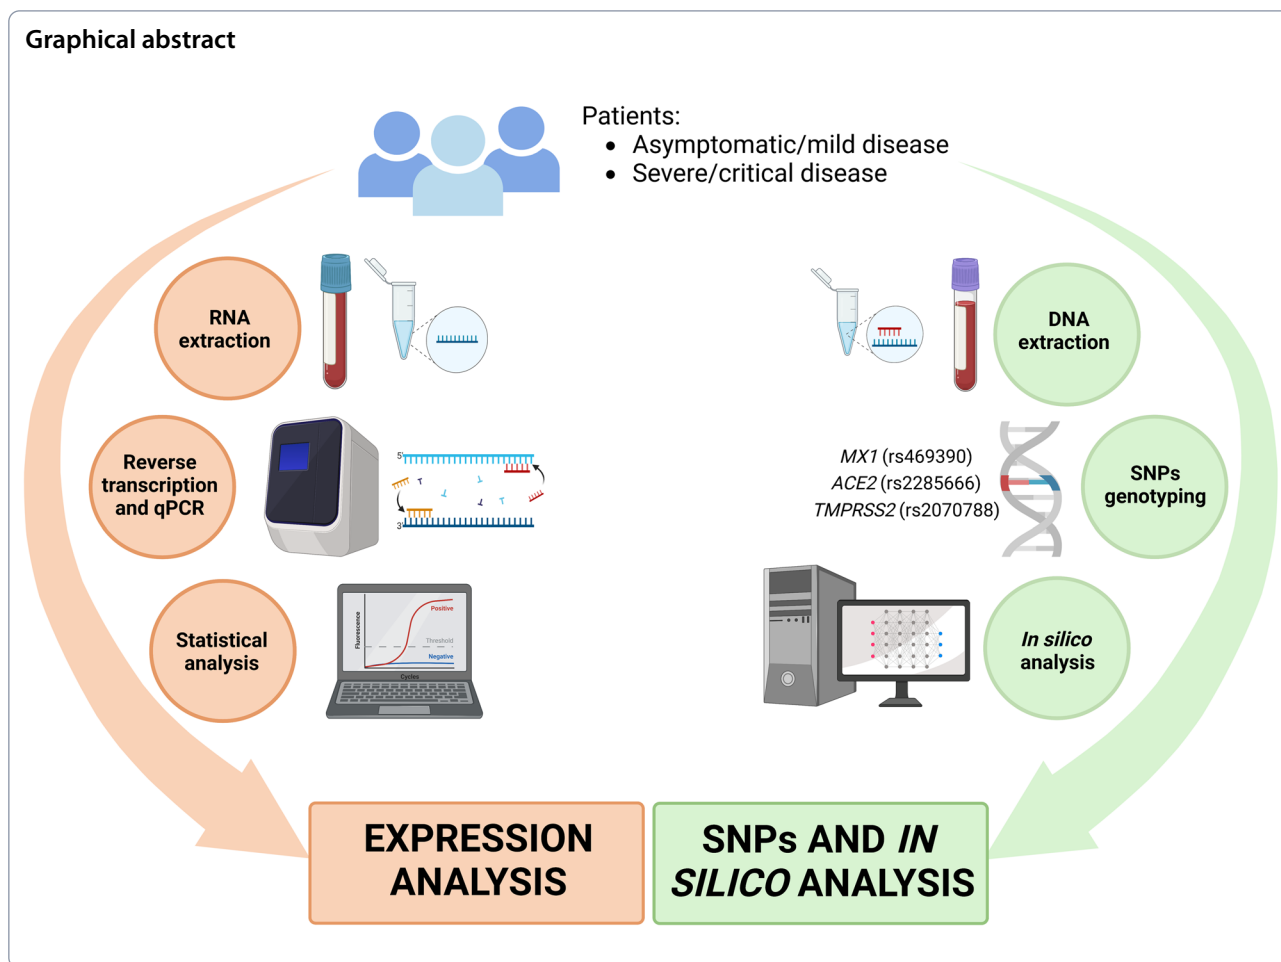 Graphical abstract
Patients:
• Asymptomatic/mild disease
• Severe/critical disease
RNA
extraction
DNA
extraction
Reverse
transcription
and qPCR
5'
3'
MX1 (rs469390)
ACE2 (rs2285666)
TMPRSS2 (rs2070788)
SNPs
genotyping
Statistical
analysis
Fluorescence
Positive
Threshold
Negative
Cycles
In silico
analysis
EXPRESSION
ANALYSIS
SNPs AND IN
SILICO ANALYSIS